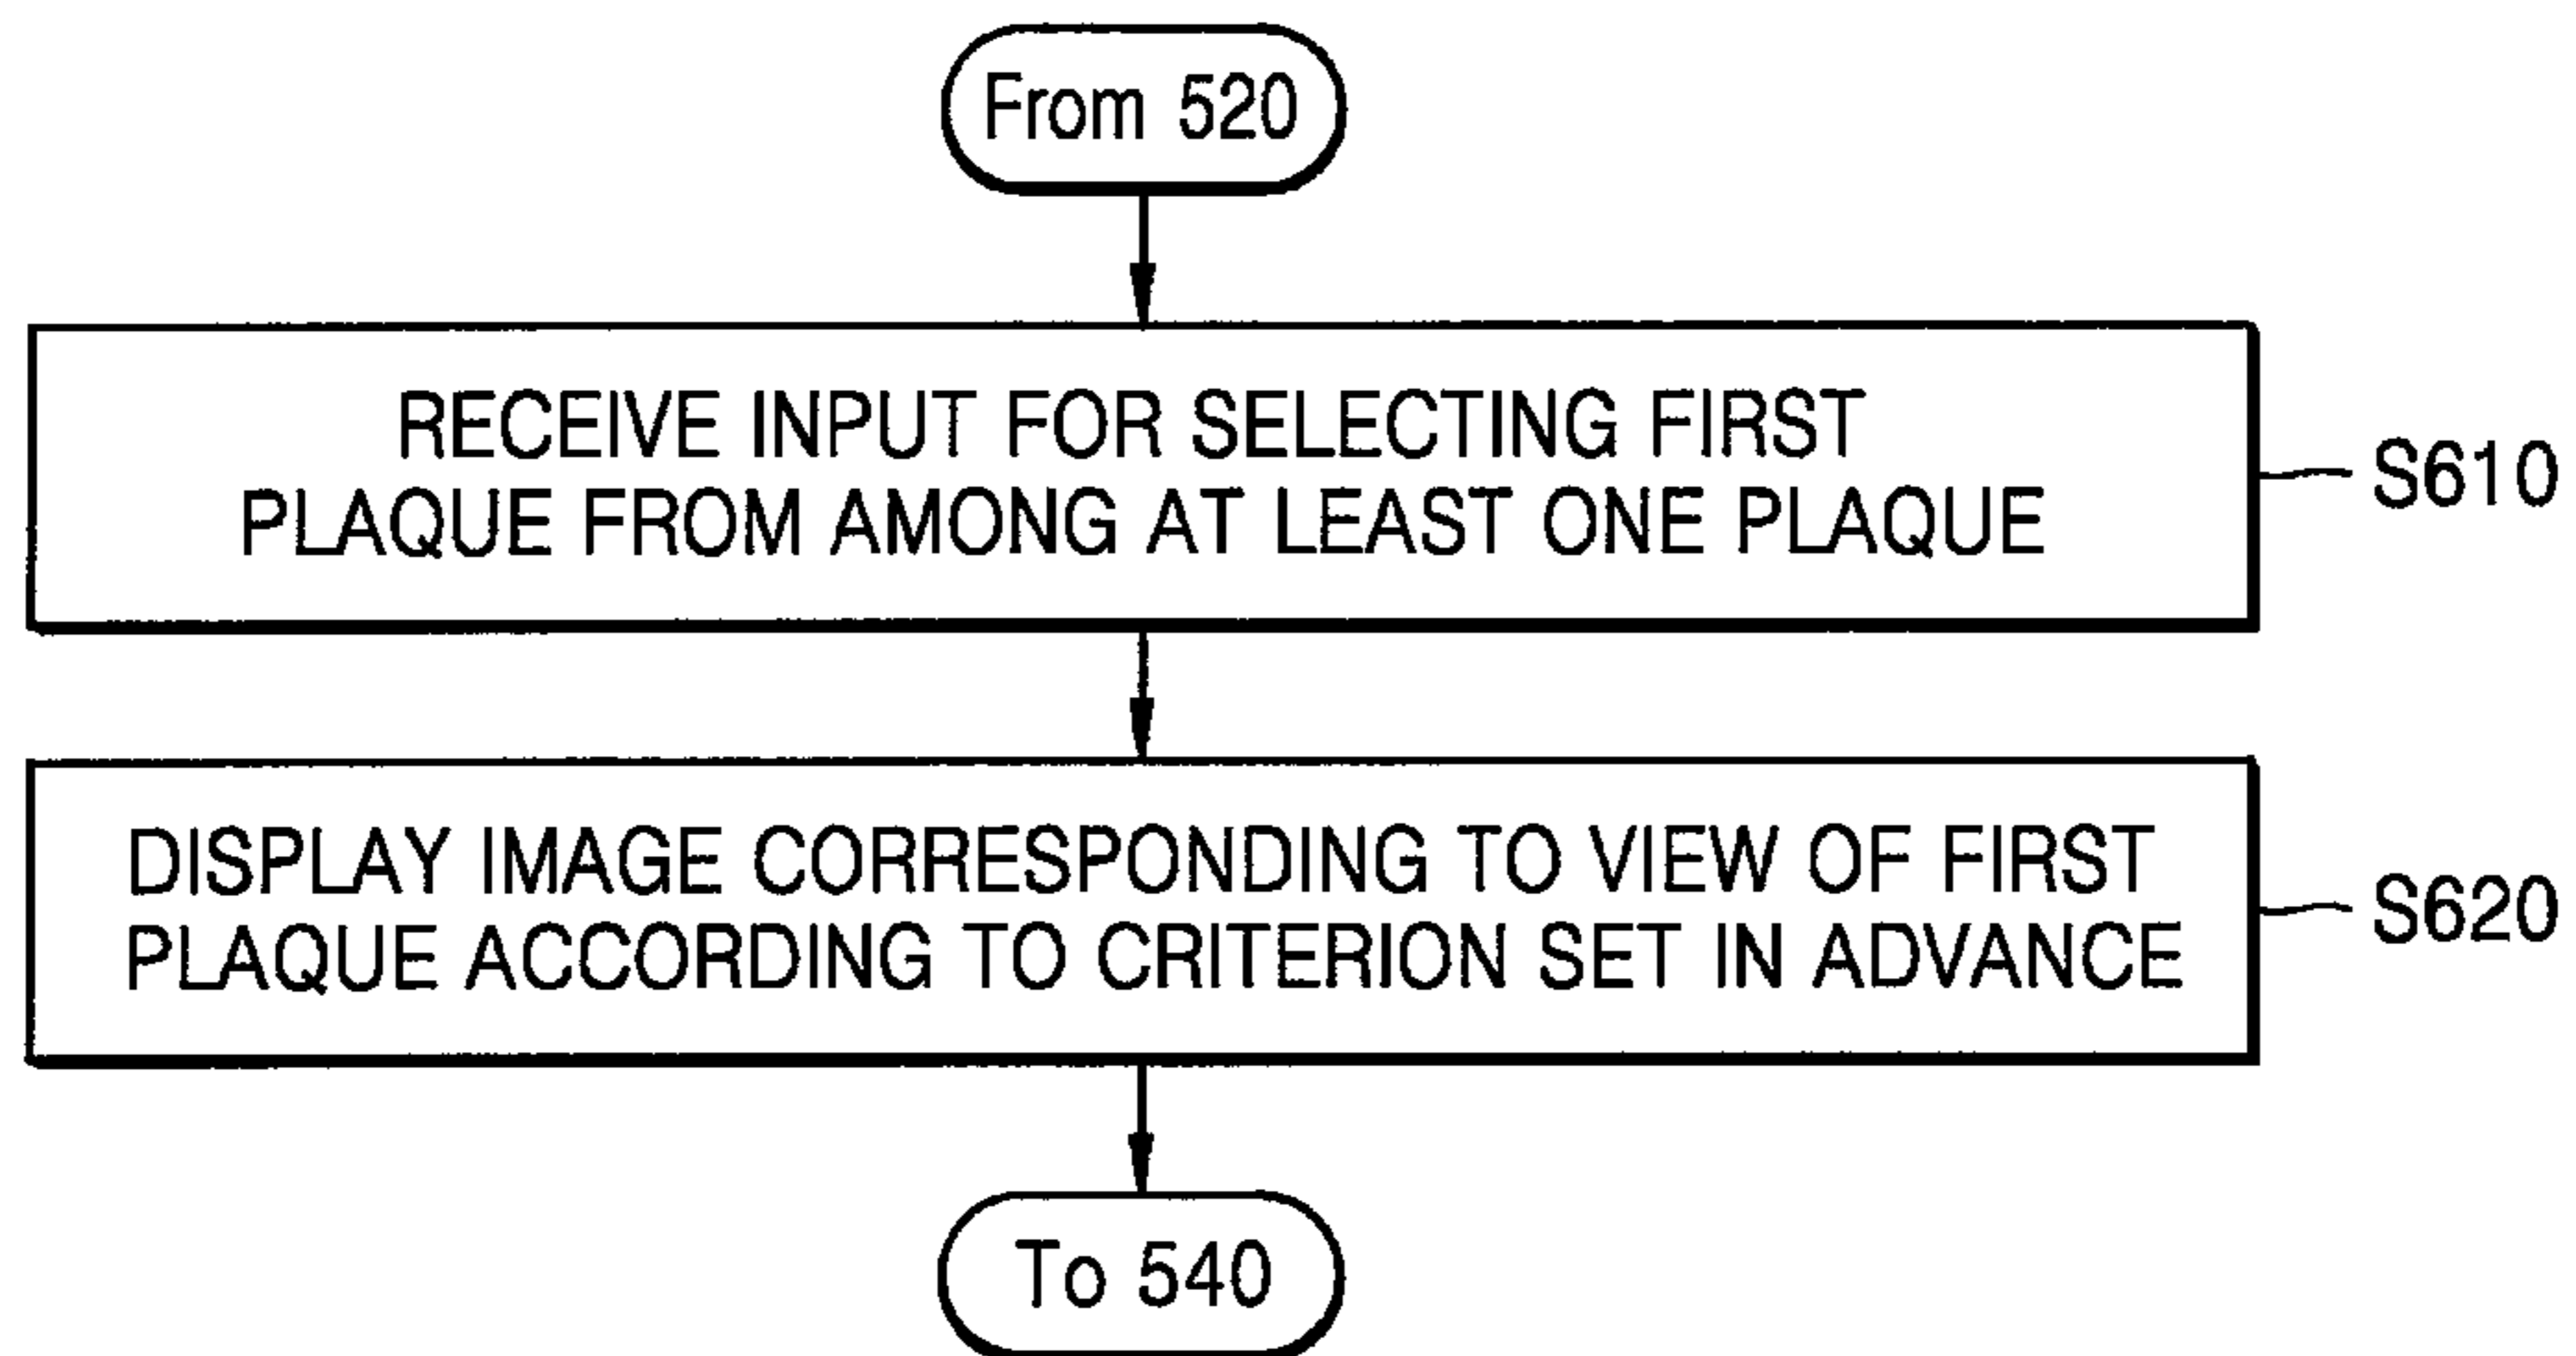 From 520
RECEIVE INPUT FOR SELECTING FIRST
PLAQUE FROM AMONG AT LEAST ONE PLAQUE
S610
DISPLAY IMAGE CORRESPONDING TO VIEW OF FIRST
PLAQUE ACCORDING TO CRITERION SET IN ADVANCE
S620
To 540